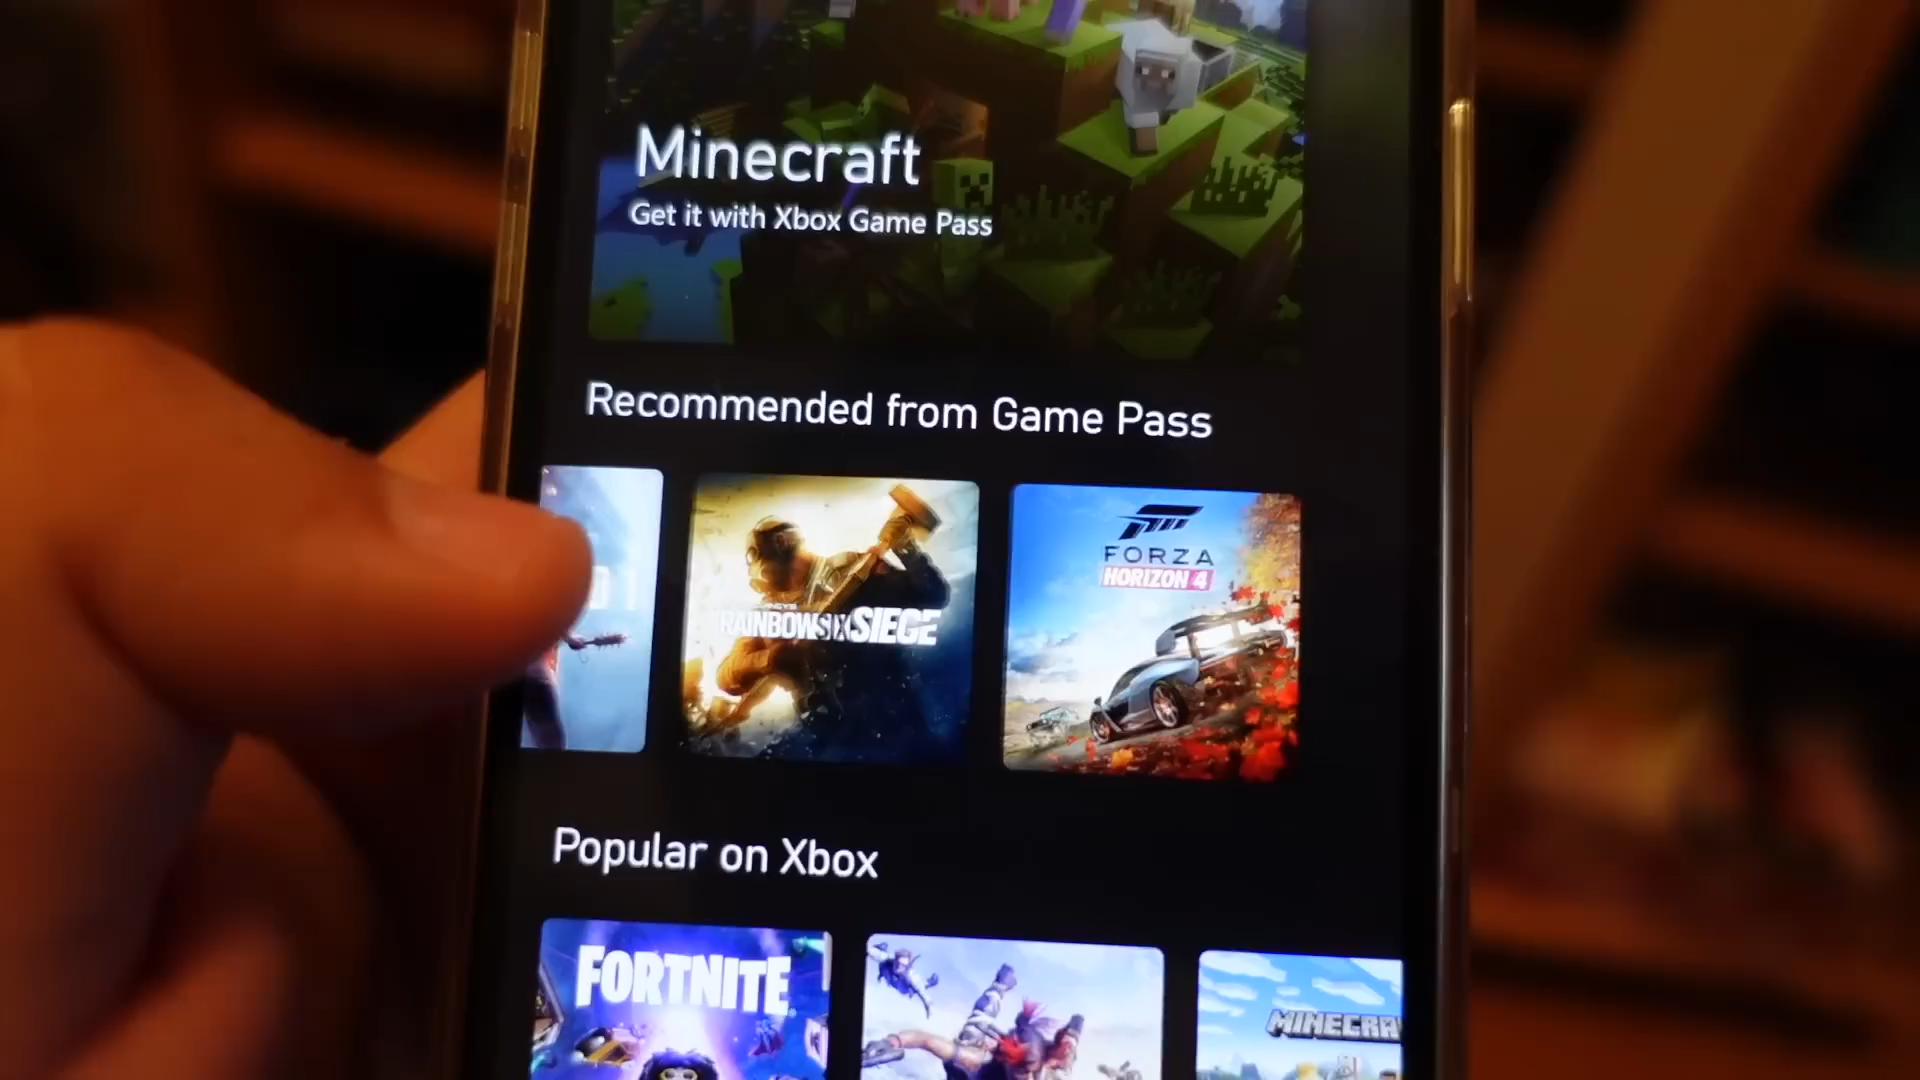 Minecraft
Get it with Xbox Game Pass
Recommended from Game Pass
RAINBOW SIX SIEGE
FORZA
HORIZON 4
Popular on Xbox
FORTNITE
MINECRA